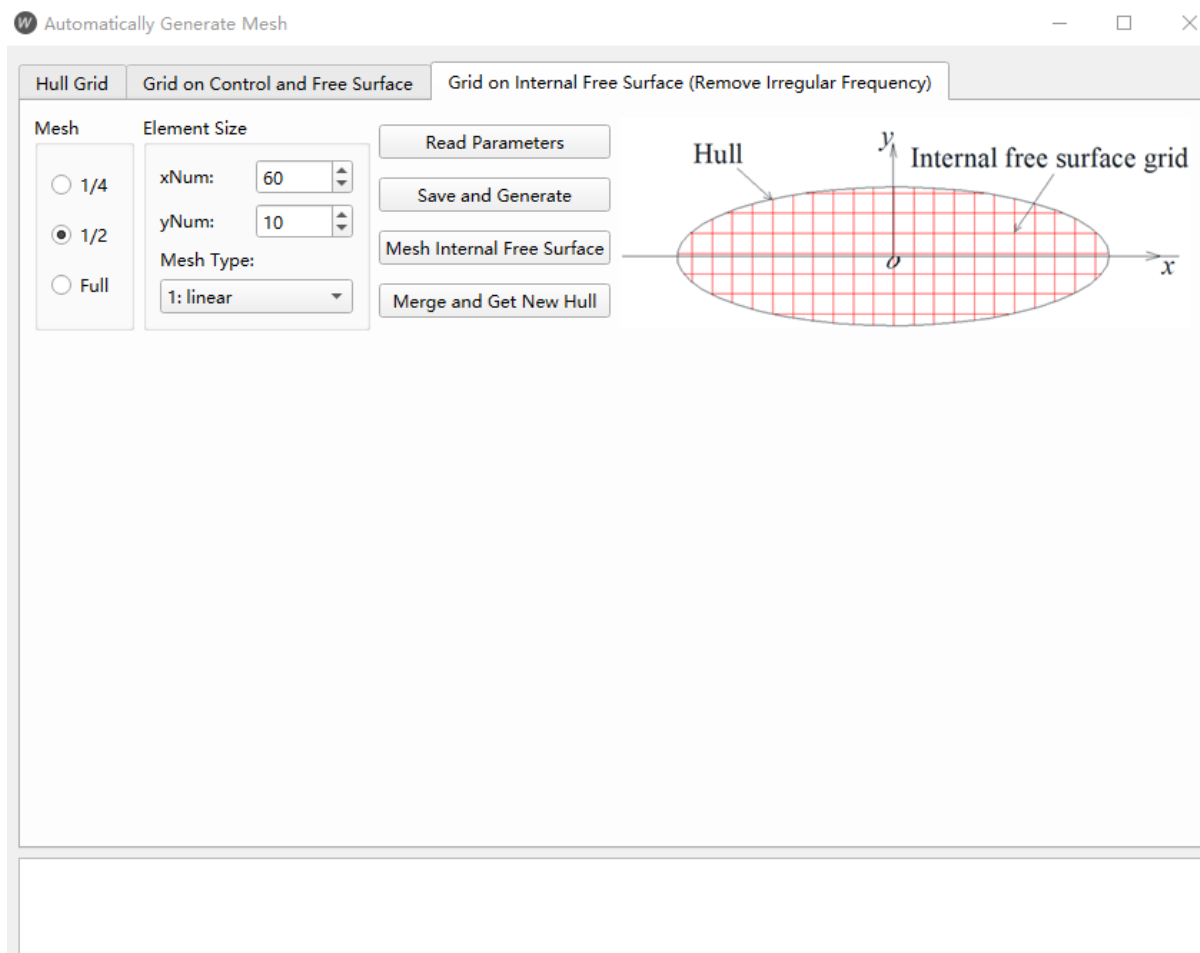 W Automatically Generate Mesh
Hull Grid
Grid on Control and Free Surface
Grid on Internal Free Surface (Remove Irregular Frequency)
Mesh
1/4
1/2
Full
Element Size
xNum: 60
yNum: 10
Mesh Type:
1: linear
Read Parameters
Save and Generate
Mesh Internal Free Surface
Merge and Get New Hull
Hull
y
Internal free surface grid
o
x